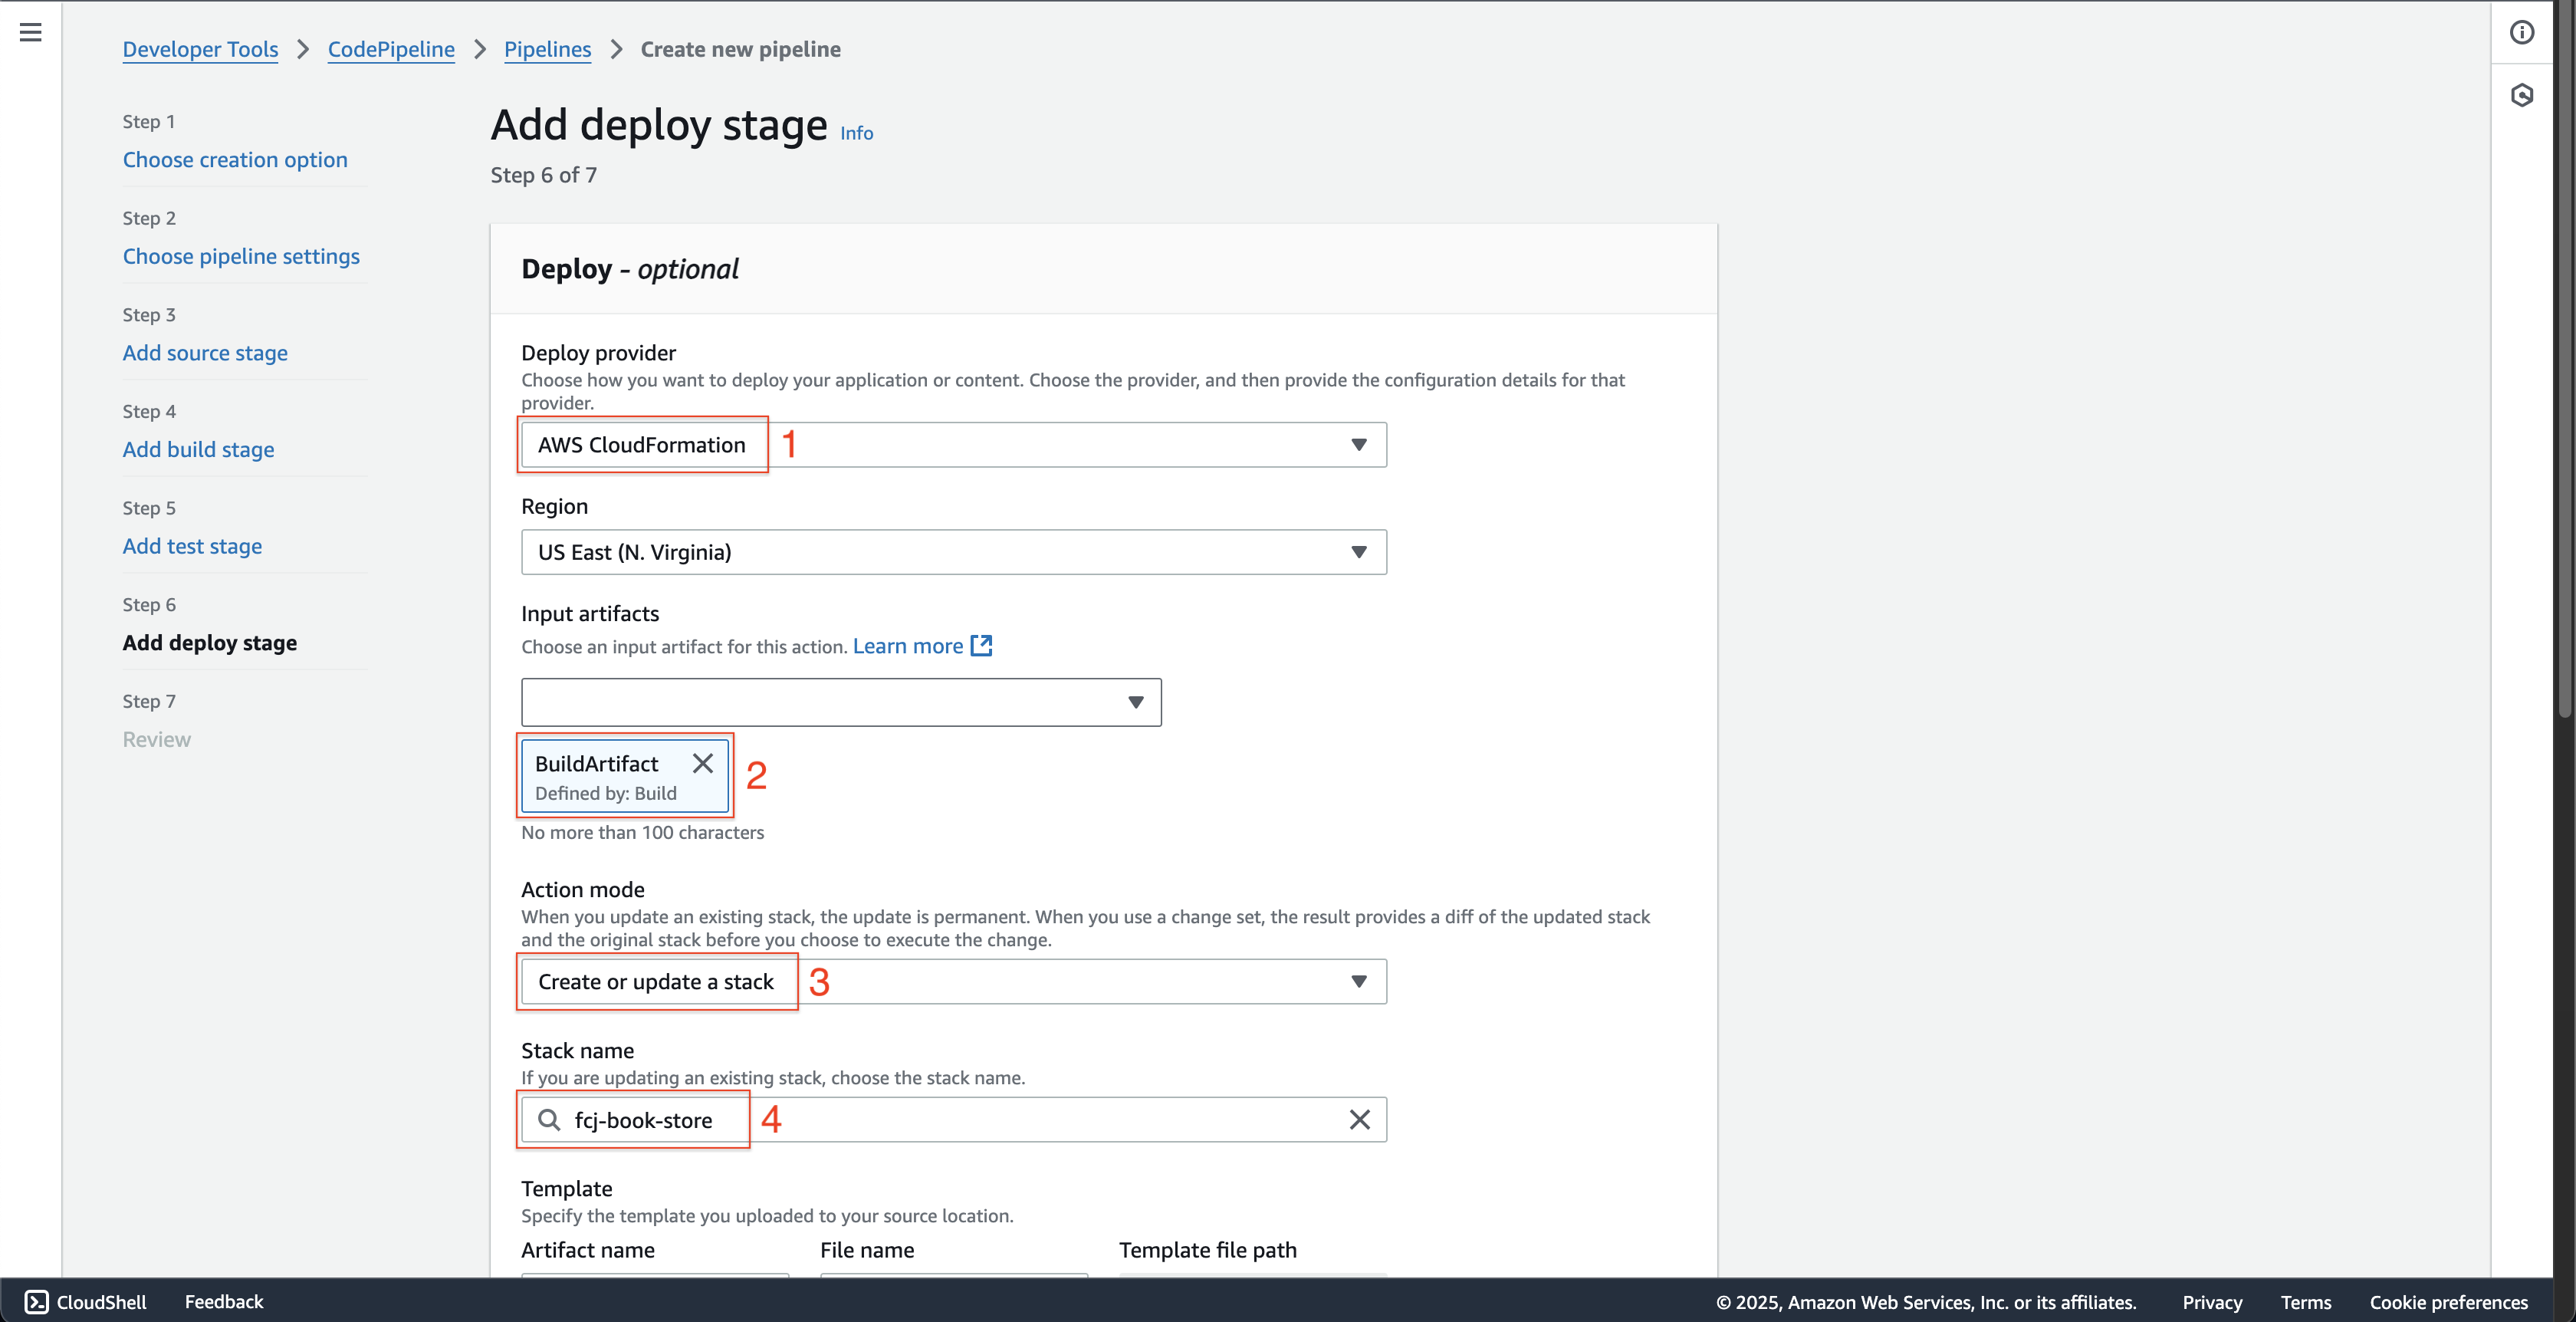 Developer Tools > CodePipeline > Pipelines > Create new pipeline
Step 1
Choose creation option
Step 2
Choose pipeline settings
Step 3
Add source stage
Step 4
Add build stage
Step 5
Add test stage
Step 6
Add deploy stage
Step 7
Review
Add deploy stage Info
Step 6 of 7
Deploy - optional
Deploy provider
Choose how you want to deploy your application or content. Choose the provider, and then provide the configuration details for that
provider.
AWS CloudFormation 1
Region
US East (N. Virginia)
Input artifacts
Choose an input artifact for this action. Learn more
BuildArtifact
Defined by: Build
2
No more than 100 characters
Action mode
When you update an existing stack, the update is permanent. When you use a change set, the result provides a diff of the updated stack
and the original stack before you choose to execute the change.
Create or update a stack 3
Stack name
If you are updating an existing stack, choose the stack name.
fcj-book-store 4
Template
Specify the template you uploaded to your source location.
Artifact name File name Template file path
CloudShell Feedback © 2025, Amazon Web Services, Inc. or its affiliates. Privacy Terms Cookie preferences